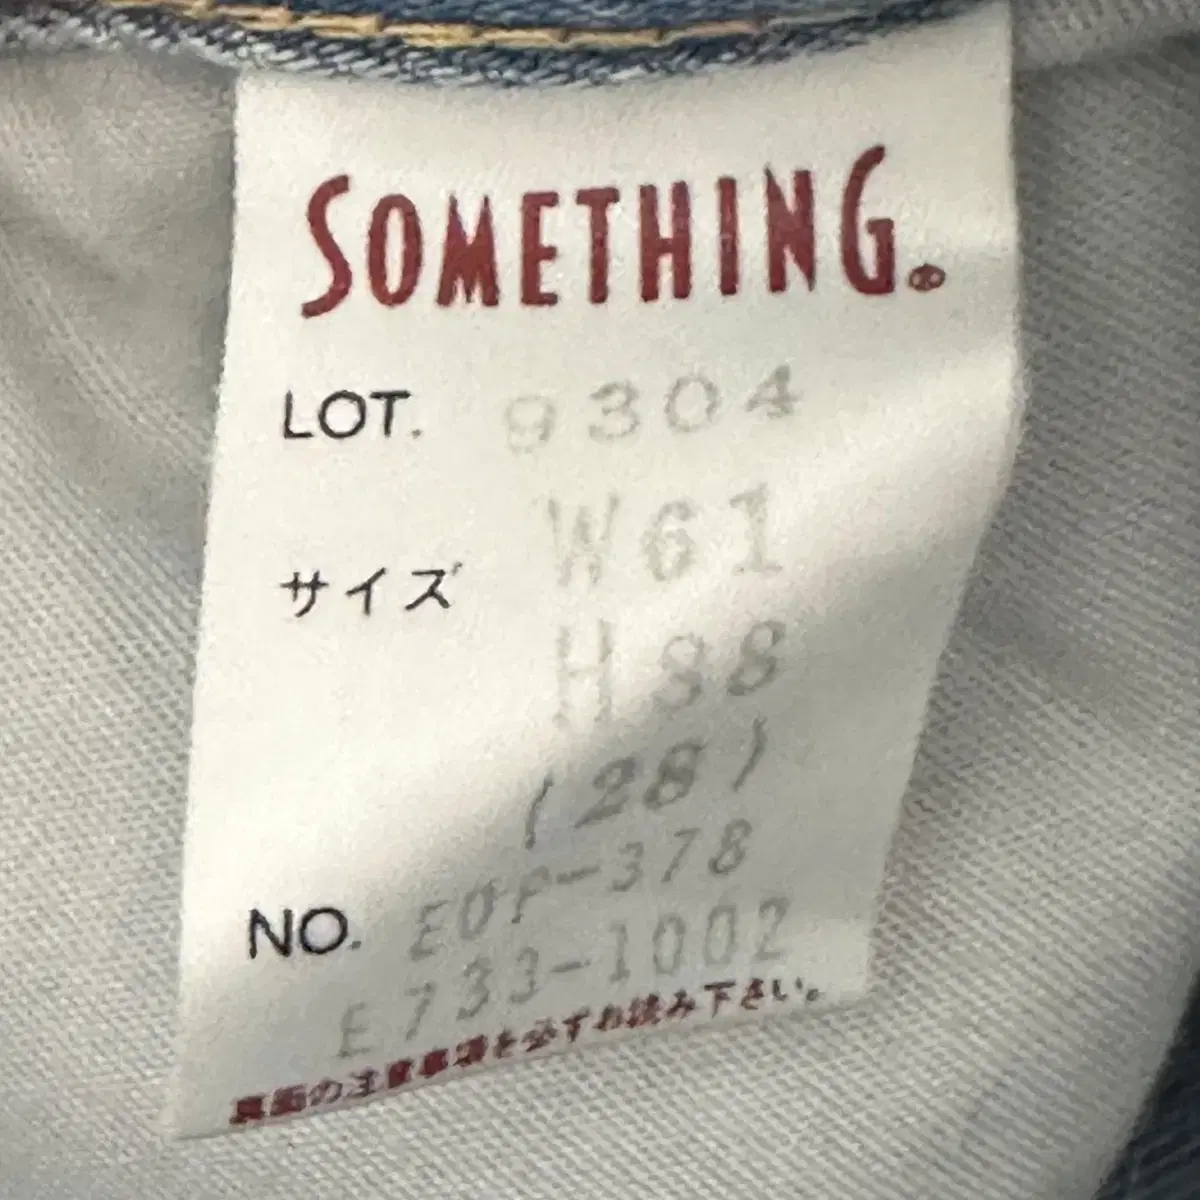 SOMETHING®
LOT. 9304
W61
サイズ
H88
(28)
NO. EOP-378
E733-1002
裏面の注意事項を必ずお読み下さい。